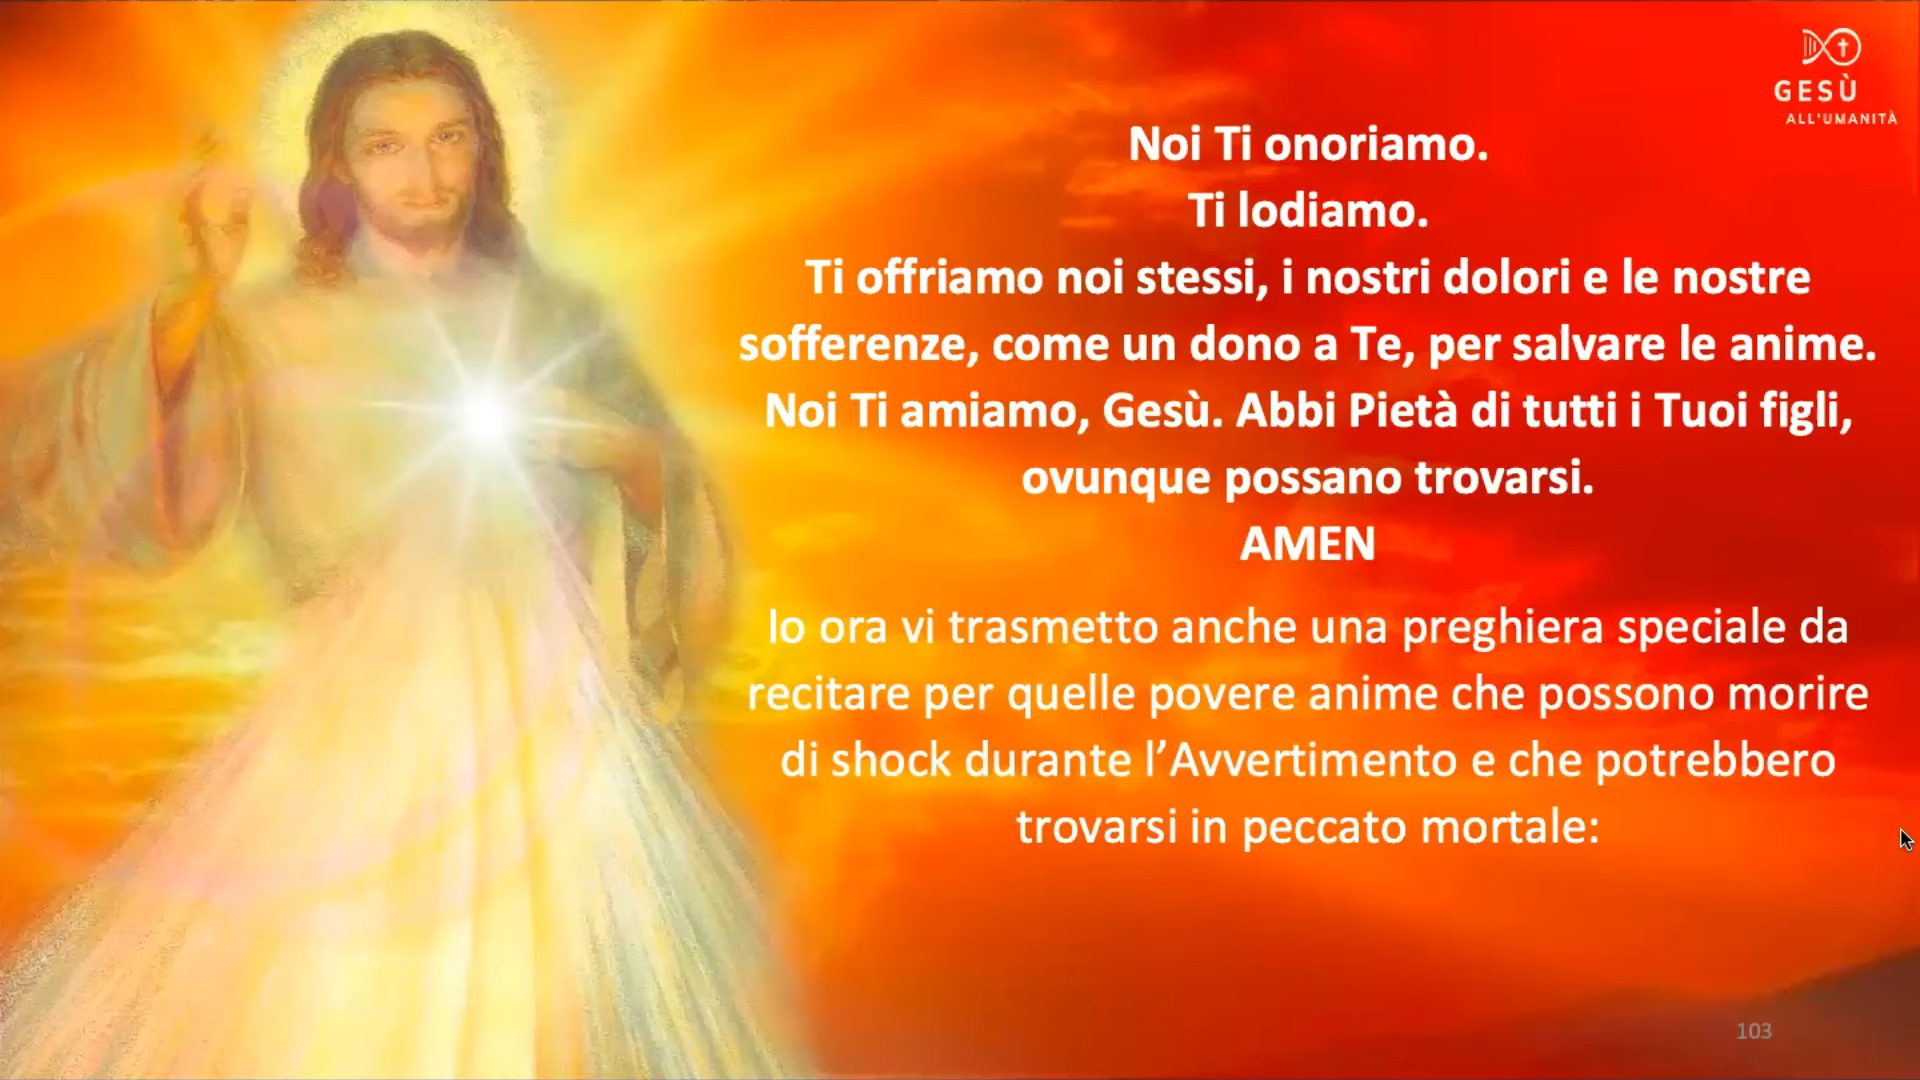 GESÙ
ALL'UMANITÀ
Noi Ti onoriamo.
Ti lodiamo.
Ti offriamo noi stessi, i nostri dolori e le nostre
sofferenze, come un dono a Te, per salvare le anime.
Noi Ti amiamo, Gesù. Abbi Pietà di tutti i Tuoi figli,
ovunque possano trovarsi.
AMEN
Io ora vi trasmetto anche una preghiera speciale da
recitare per quelle povere anime che possono morire
di shock durante l’Avvertimento e che potrebbero
trovarsi in peccato mortale:
103